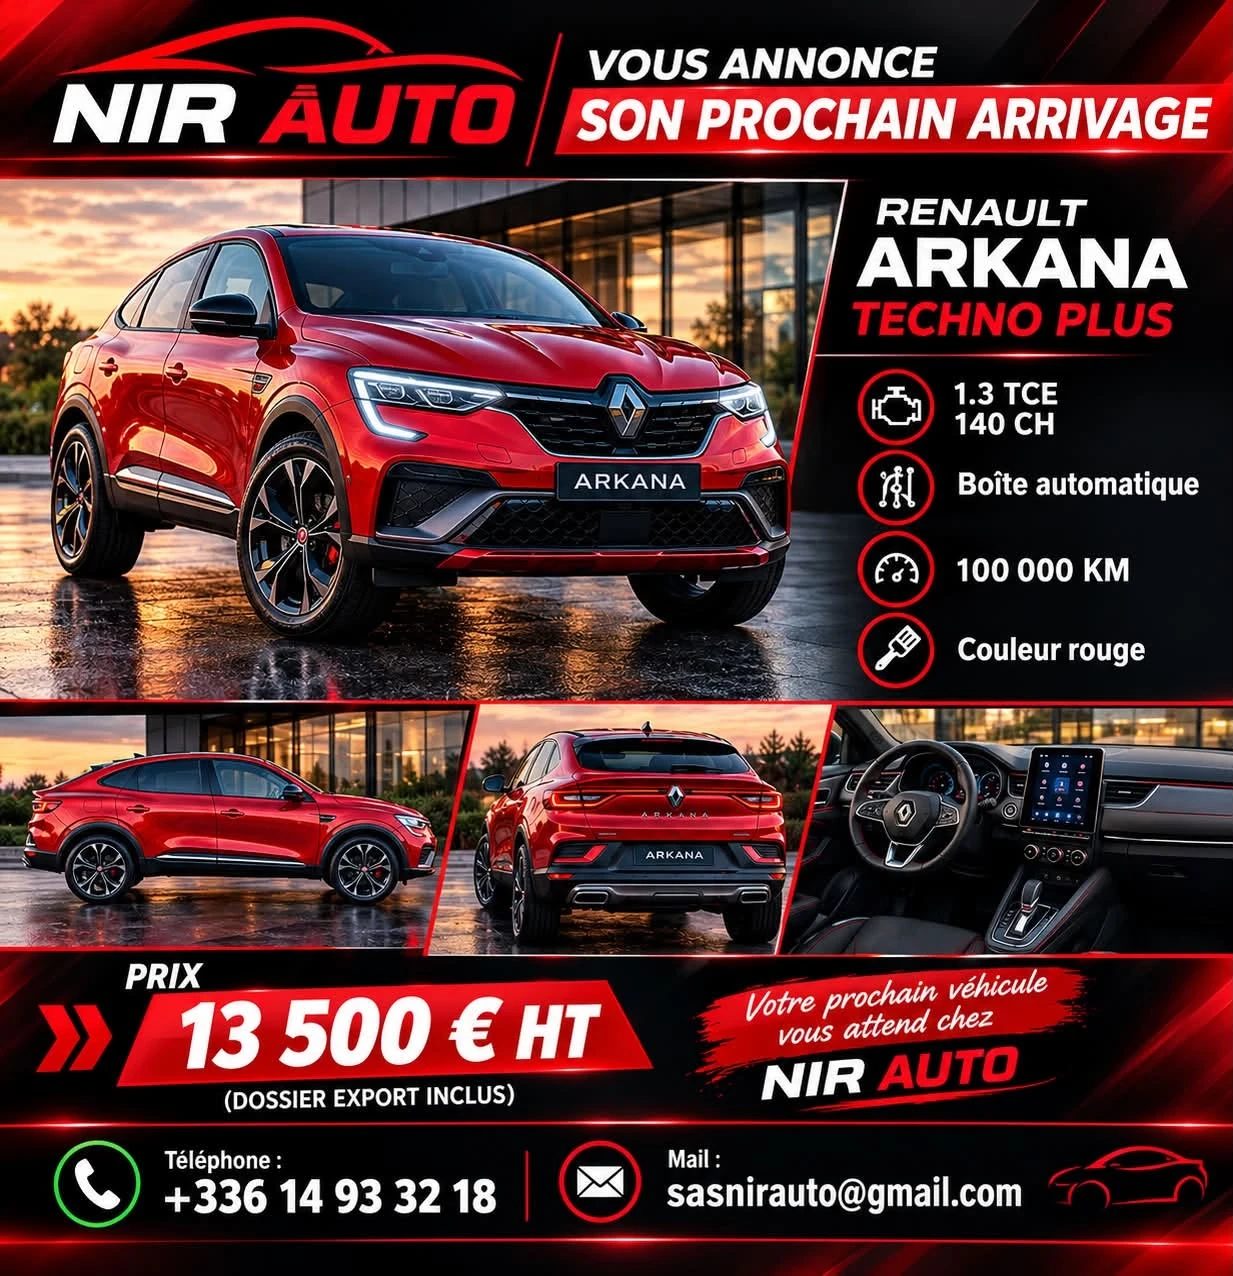 NIR AUTO
VOUS ANNONCE
SON PROCHAIN ARRIVAGE
RENAULT
ARKANA
TECHNO PLUS
1.3 TCE
140 CH
Boîte automatique
100 000 KM
Couleur rouge
ARKANA
ARKANA
ARKANA
PRIX
13 500 € HT
(DOSSIER EXPORT INCLUS)
Votre prochain véhicule
vous attend chez
NIR AUTO
Téléphone :
+336 14 93 32 18
Mail :
sasnirauto@gmail.com